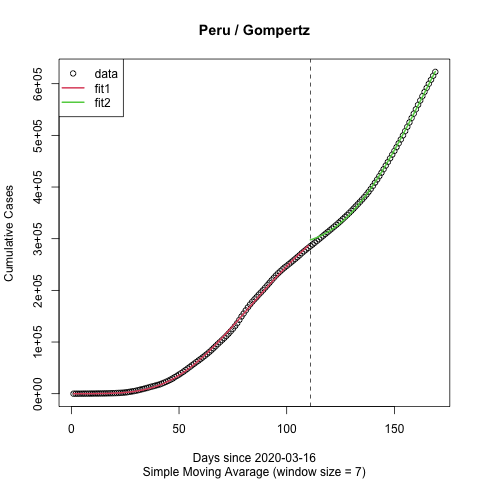 Peru / Gompertz
data
fit1
fit2
Cumulative Cases
0e+00
1e+05
2e+05
3e+05
4e+05
5e+05
6e+05
0
50
100
150
Days since 2020-03-16
Simple Moving Avarage (window size = 7)